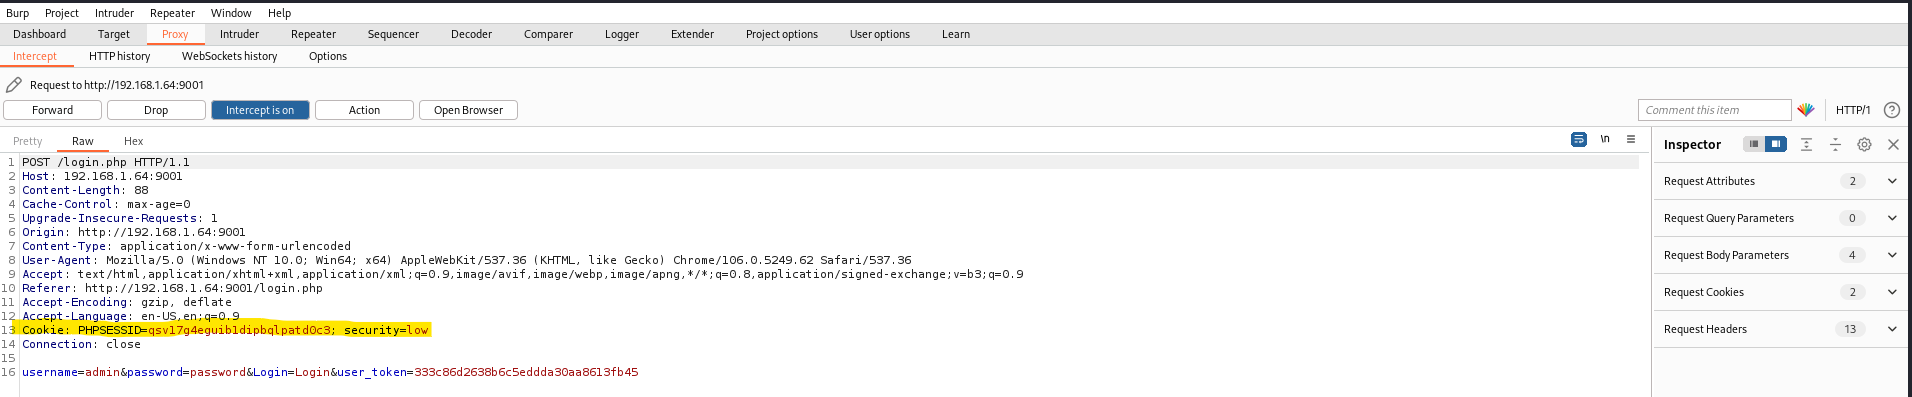 Burp Project Intruder Repeater Window Help
Dashboard Target Proxy Intruder Repeater Sequencer Decoder Comparer Logger Extender Project options User options Learn
Intercept HTTP history WebSockets history Options
Request to http://192.168.1.64:9001
Forward Drop Intercept is on Action Open Browser Comment this item HTTP/1 ?
Pretty Raw Hex \n Inspector
1 POST /login.php HTTP/1.1
2 Host: 192.168.1.64:9001
3 Content-Length: 88
4 Cache-Control: max-age=0
5 Upgrade-Insecure-Requests: 1
6 Origin: http://192.168.1.64:9001
7 Content-Type: application/x-www-form-urlencoded
8 User-Agent: Mozilla/5.0 (Windows NT 10.0; Win64; x64) AppleWebKit/537.36 (KHTML, like Gecko) Chrome/106.0.5249.62 Safari/537.36
9 Accept: text/html,application/xhtml+xml,application/xml;q=0.9,image/avif,image/webp,image/apng,*/*;q=0.8,application/signed-exchange;v=b3;q=0.9
10 Referer: http://192.168.1.64:9001/login.php
11 Accept-Encoding: gzip, deflate
12 Accept-Language: en-US,en;q=0.9
13 Cookie: PHPSESSID=qsv17g4eguib1dipbqlpatd0c3; security=low
14 Connection: close
15
16 username=admin&password=password&Login=Login&user_token=333c86d2638b6c5eddda30aa8613fb45
Request Attributes 2
Request Query Parameters 0
Request Body Parameters 4
Request Cookies 2
Request Headers 13